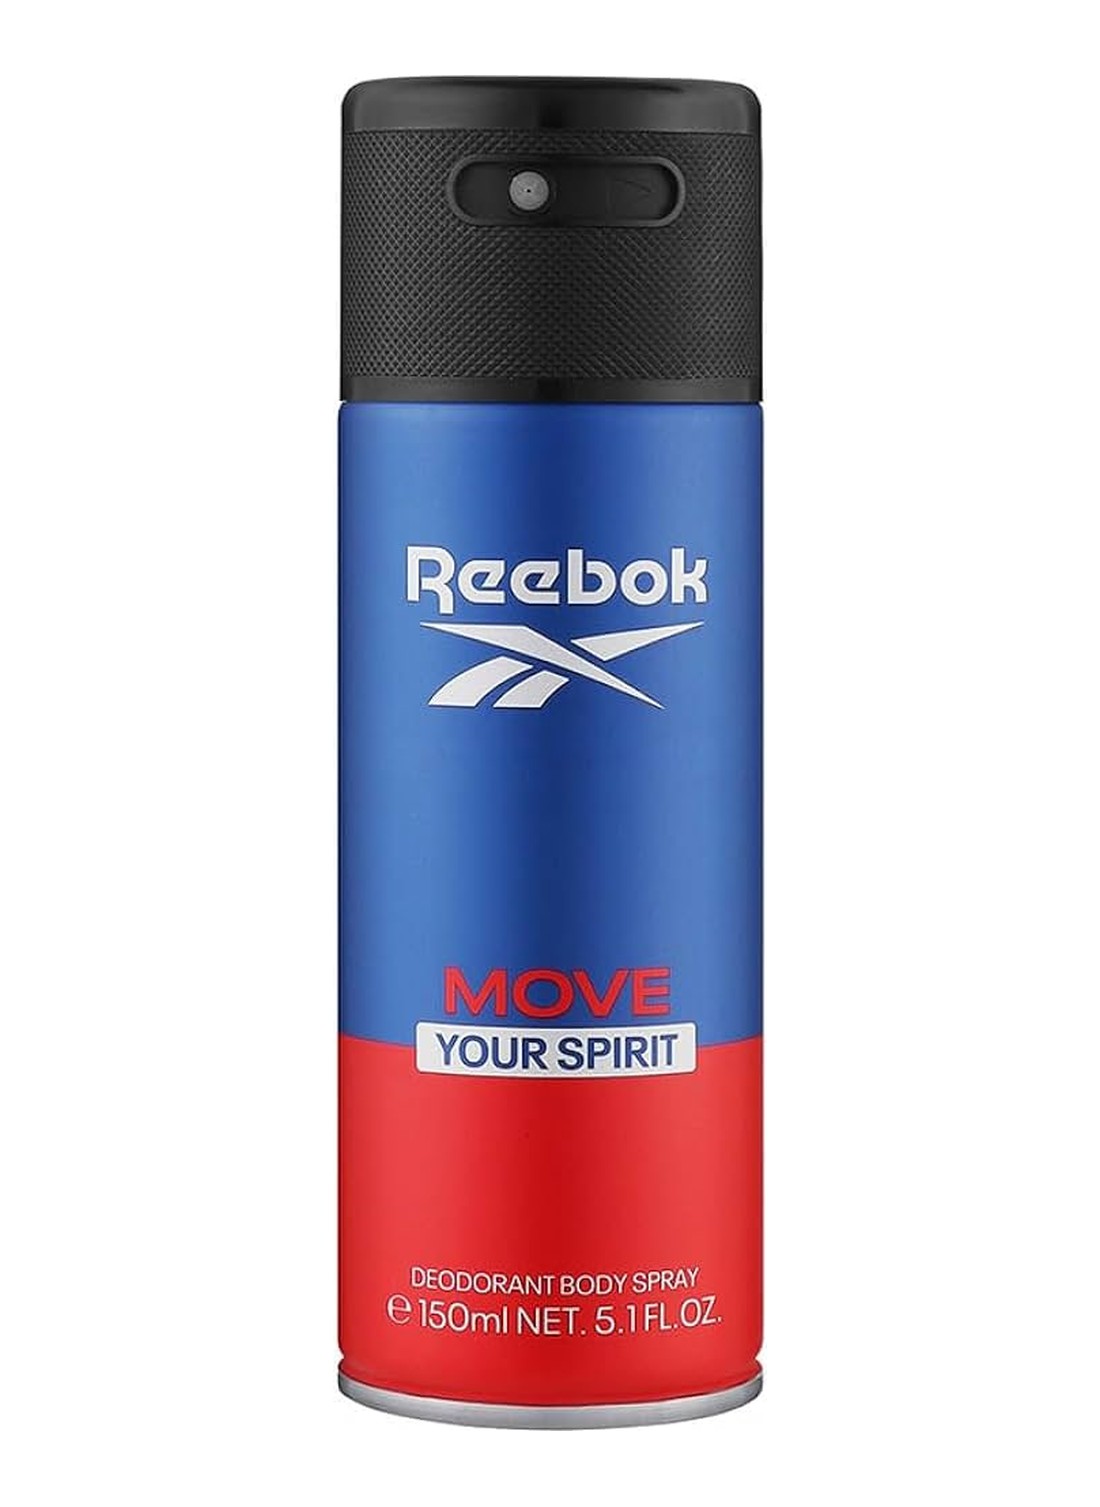 Reebok
MOVE
YOUR SPIRIT
DEODORANT BODY SPRAY
℮ 150ml NET. 5.1 FL. OZ.